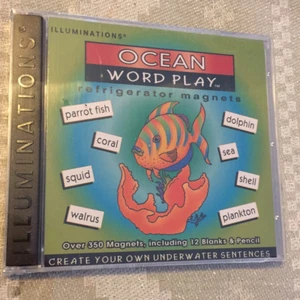 ILLUMINATIONS®
ILLUMINATIONS®
OCEAN
WORD PLAY™
refrigerator magnets
parrot fish
dolphin
coral
sea
squid
shell
walrus
plankton
Over 350 Magnets, including 12 Blanks & Pencil
CREATE YOUR OWN UNDERWATER SENTENCES